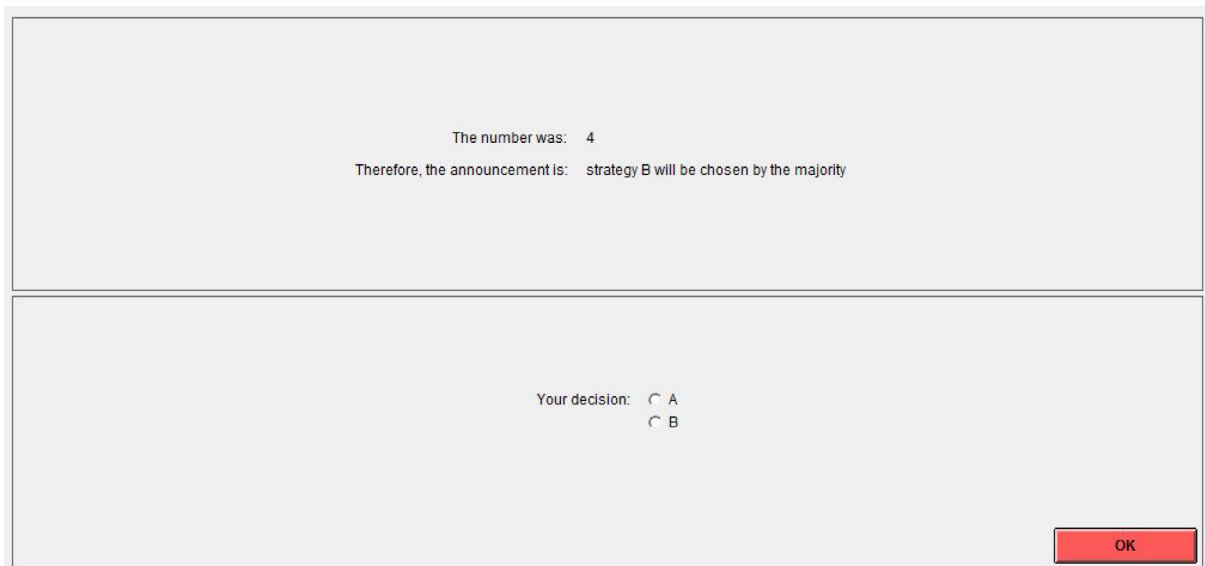 The number was: 4
Therefore, the announcement is: strategy B will be chosen by the majority
Your decision: A
B
OK